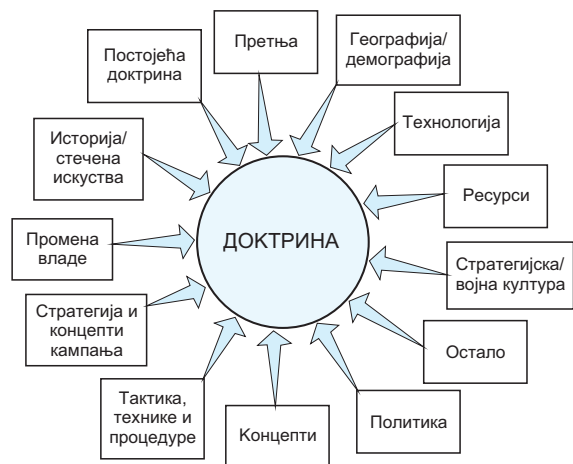 Претња
Географија/
демографија
Постојећа
доктрина
Технологија
Историја/
стечена
искуства
Ресурси
Промена
владе
ДОКТРИНА
Стратегијска/
војна култура
Стратегија и
концепти
кампања
Остало
Тактика,
технике и
процедуре
Концепти
Политика